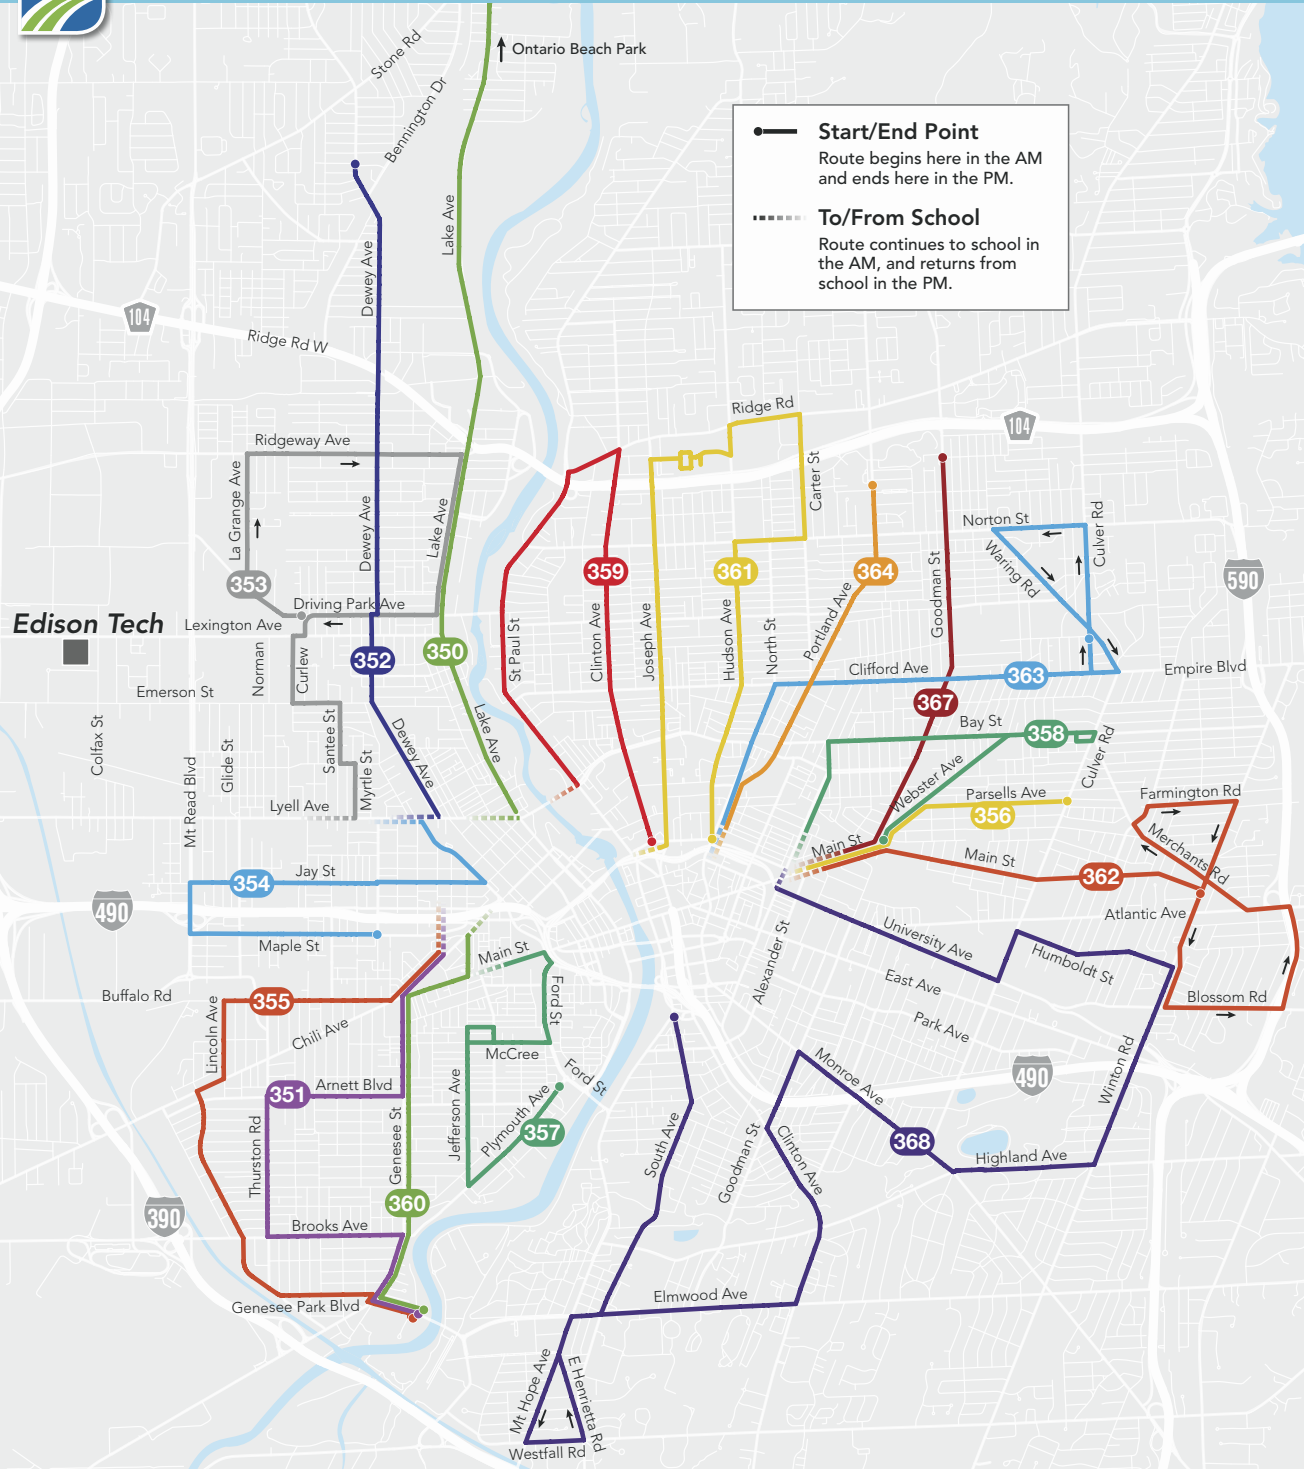 Stone Rd
Ontario Beach Park
Bennington Dr
Start/End Point
Route begins here in the AM
and ends here in the PM.
To/From School
Route continues to school in
the AM, and returns from
school in the PM.
Lake Ave
Dewey Ave
104
Ridge Rd W
Ridge Rd
104
Ridgeway Ave
La Grange Ave
Dewey Ave
Lake Ave
Carter St
Norton St
Culver Rd
Waring Rd
353
359
361
364
590
Goodman St
Driving Park Ave
Lexington Ave
Edison Tech
352
350
St Paul St
Clinton Ave
Joseph Ave
Hudson Ave
North St
Portland Ave
Clifford Ave
363
Empire Blvd
Norman
Curlew
Emerson St
367
Bay St
358
Culver Rd
Colfax St
Glide St
Santee St
Myrtle St
Dewey Ave
Lake Ave
Mt Read Blvd
Lyell Ave
Webster Ave
Parsells Ave
356
Farmington Rd
Merchants Rd
Main St
Main St
362
Jay St
354
490
Maple St
Atlantic Ave
University Ave
Alexander St
East Ave
Humboldt St
Main St
Ford St
Buffalo Rd
355
Lincoln Ave
Chili Ave
Blossom Rd
Park Ave
McCree
Ford St
Arnett Blvd
351
Jefferson Ave
Plymouth Ave
357
Monroe Ave
490
Winton Rd
Thurston Rd
Genesee St
South Ave
Goodman St
Clinton Ave
368
Highland Ave
360
390
Brooks Ave
Genesee Park Blvd
Elmwood Ave
Mt Hope Ave
E Henrietta Rd
Westfall Rd